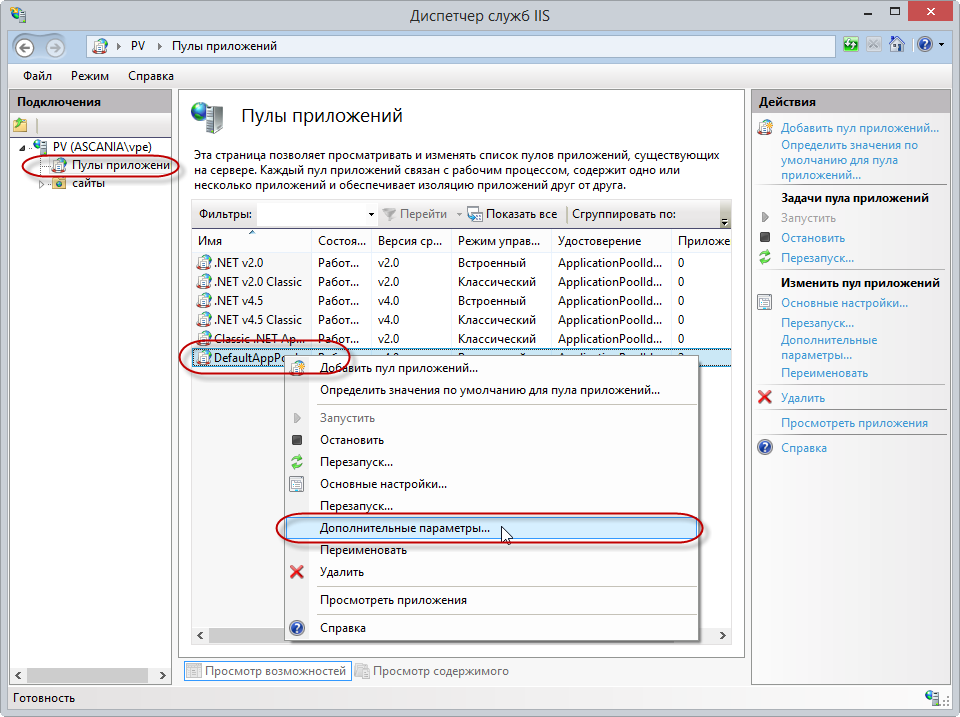 Диспетчер служб IIS
PV Пулы приложений
Файл Режим Справка
Подключения
PV (ASCANIA\vpe)
Пулы приложени
сайты
Пулы приложений
Эта страница позволяет просматривать и изменять список пулов приложений, существующих
на сервере. Каждый пул приложений связан с рабочим процессом, содержит одно или
несколько приложений и обеспечивает изоляцию приложений друг от друга.
Фильтры: Перейти Показать все Сгруппировать по:
Имя Состоя... Версия ср... Режим управ... Удостоверение Приложе
.NET v2.0 Работ... v2.0 Встроенный ApplicationPoolId... 0
.NET v2.0 Classic Работ... v2.0 Классический ApplicationPoolId... 0
.NET v4.5 Работ... v4.0 Встроенный ApplicationPoolId... 0
.NET v4.5 Classic Работ... v4.0 Классический ApplicationPoolId... 0
Classic .NET Ap... Работ... v2.0 Классический ApplicationPoolId... 0
DefaultAppPo
Добавить пул приложений...
Определить значения по умолчанию для пула приложений...
Запустить
Остановить
Перезапуск...
Основные настройки...
Перезапуск...
Дополнительные параметры...
Переименовать
Удалить
Просмотреть приложения
Справка
Просмотр возможностей Просмотр содержимого
Действия
Добавить пул приложений...
Определить значения по
умолчанию для пула
приложений...
Задачи пула приложений
Запустить
Остановить
Перезапуск...
Изменить пул приложений
Основные настройки...
Перезапуск...
Дополнительные
параметры...
Переименовать
Удалить
Просмотреть приложения
Справка
Готовность